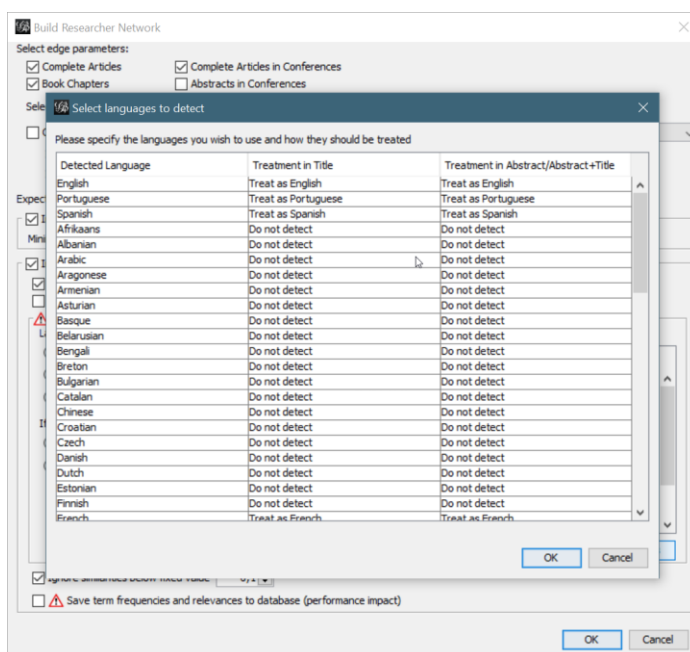 Build Researcher Network
Select edge parameters:
Complete Articles Complete Articles in Conferences
Book Chapters Abstracts in Conferences
Select languages to detect
Please specify the languages you wish to use and how they should be treated
Detected Language Treatment in Title Treatment in Abstract/Abstract+Title
English Treat as English Treat as English
Portuguese Treat as Portuguese Treat as Portuguese
Spanish Treat as Spanish Treat as Spanish
Afrikaans Do not detect Do not detect
Albanian Do not detect Do not detect
Arabic Do not detect Do not detect
Aragonese Do not detect Do not detect
Armenian Do not detect Do not detect
Asturian Do not detect Do not detect
Basque Do not detect Do not detect
Belarusian Do not detect Do not detect
Bengali Do not detect Do not detect
Breton Do not detect Do not detect
Bulgarian Do not detect Do not detect
Catalan Do not detect Do not detect
Chinese Do not detect Do not detect
Croatian Do not detect Do not detect
Czech Do not detect Do not detect
Danish Do not detect Do not detect
Dutch Do not detect Do not detect
Estonian Do not detect Do not detect
Finnish Do not detect Do not detect
French Treat as French Treat as French
OK Cancel
Ignore similarities below fixed value
Save term frequencies and relevances to database (performance impact)
OK Cancel